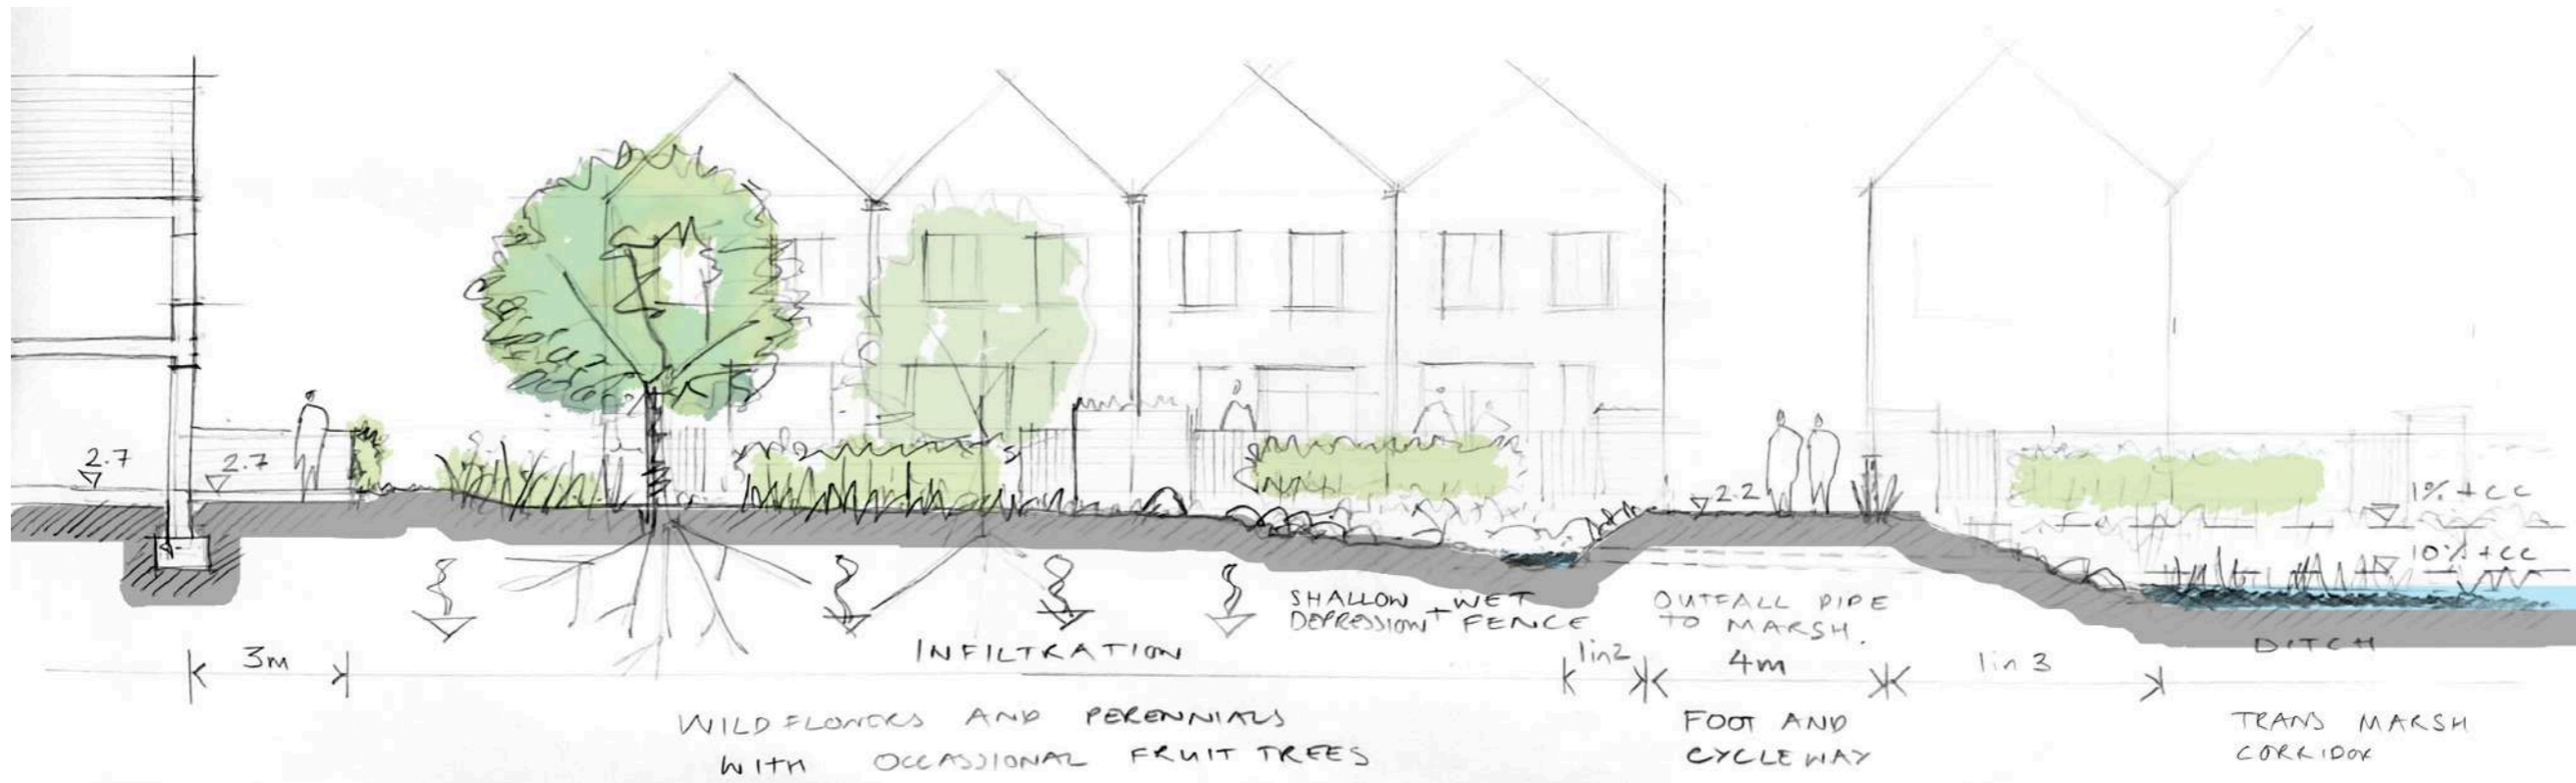 2.7
2.7
2.2
1% + CC
10% + CC
SHALLOW + WET
DEPRESSION FENCE
OUTFALL PIPE
TO MARSH.
INFILTRATION
DITCH
3m
1in2
4m
1in 3
WILDFLOWERS AND PERENNIALS
WITH OCCASSIONAL FRUIT TREES
FOOT AND
CYCLEWAY
TRANS MARSH
CORRIDOR